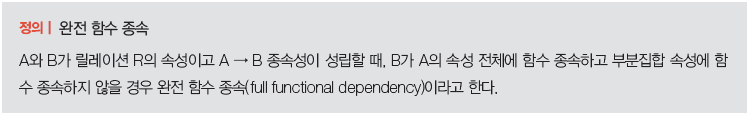 정의 | 완전 함수 종속
A와 B가 릴레이션 R의 속성이고 A → B 종속성이 성립할 때, B가 A의 속성 전체에 함수 종속하고 부분집합 속성에 함
수 종속하지 않을 경우 완전 함수 종속(full functional dependency)이라고 한다.